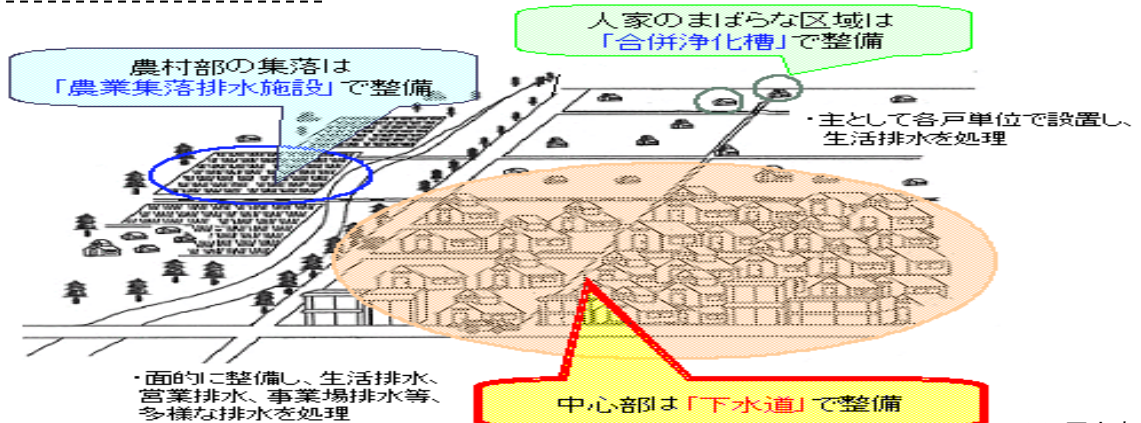 人家のまばらな区域は
「合併浄化槽」で整備
農村部の集落は
「農業集落排水施設」で整備
・主として各戸単位で設置し、
生活排水を処理
・面的に整備し、生活排水、
営業排水、事業場排水等、
多様な排水を処理
中心部は「下水道」で整備